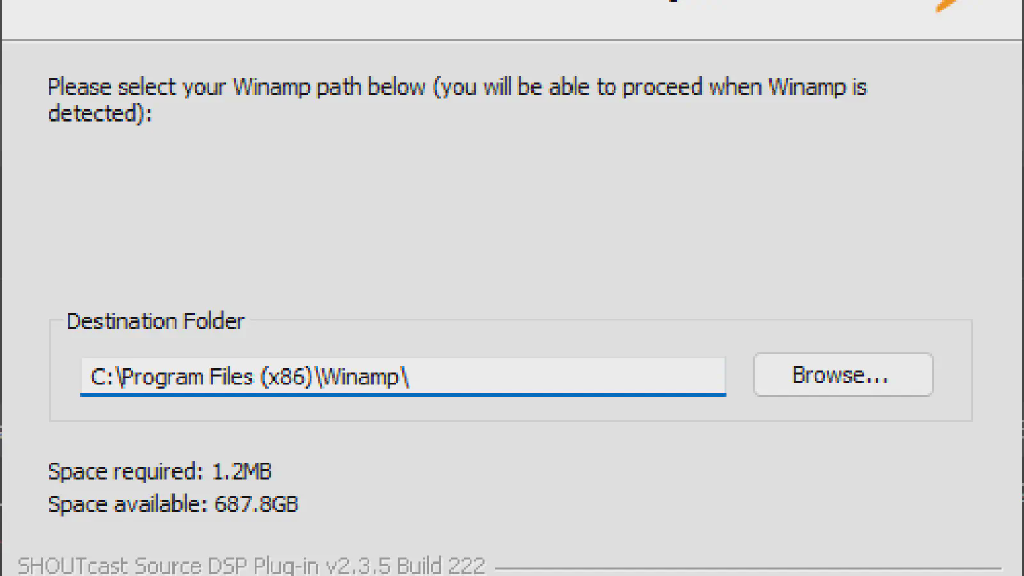 Please select your Winamp path below (you will be able to proceed when Winamp is
detected):
Destination Folder
C:\Program Files (x86)\Winamp\
Browse...
Space required: 1.2MB
Space available: 687.8GB
SHOUTcast Source DSP Plug-in v2.3.5 Build 222